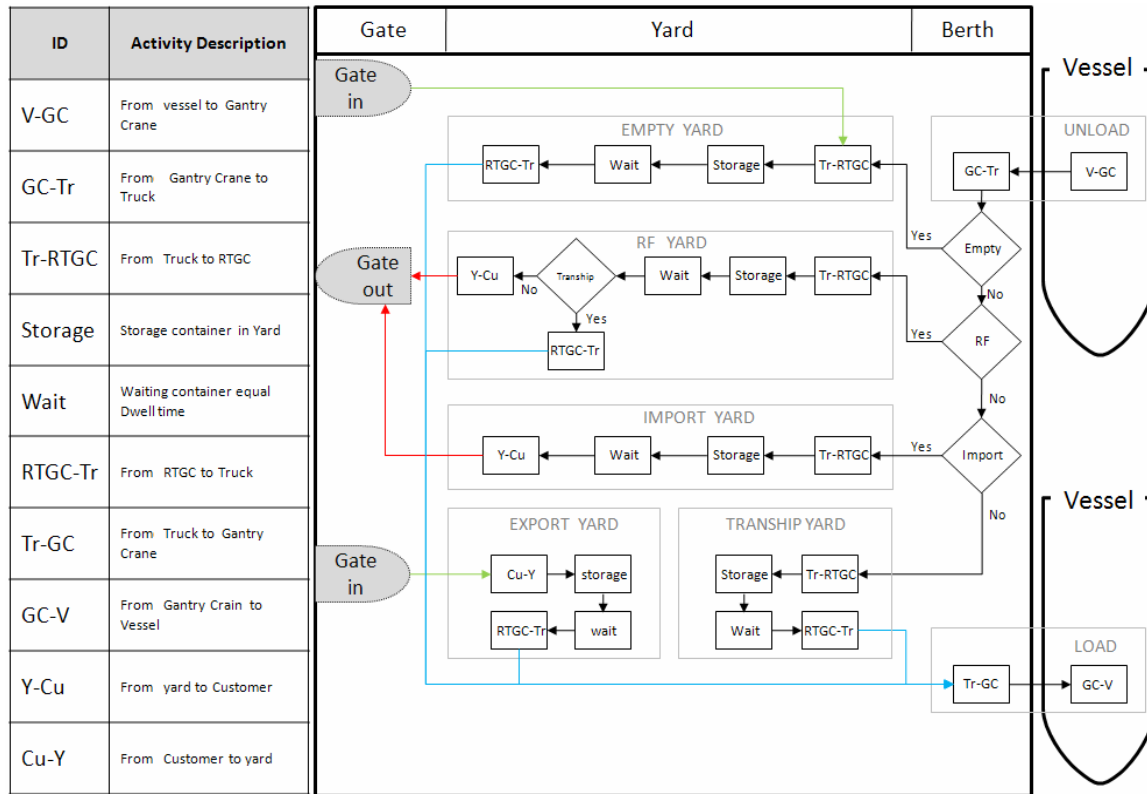 ID
Activity Description
V-GC
From vessel to Gantry
Crane
GC-Tr
From Gantry Crane to
Truck
Tr-RTGC
From Truck to RTGC
Storage
Storage container in Yard
Wait
Waiting container equal
Dwell time
RTGC-Tr
From RTGC to Truck
Tr-GC
From Truck to Gantry
Crane
GC-V
From Gantry Crain to
Vessel
Y-Cu
From yard to Customer
Cu-Y
From Customer to yard
Gate
Yard
Berth
Gate
in
Vessel
EMPTY YARD
UNLOAD
RTGC-Tr
Wait
Storage
Tr-RTGC
GC-Tr
V-GC
Yes
Empty
No
Gate
out
RF YARD
Y-Cu
No
Tranship
Wait
Storage
Tr-RTGC
Yes
RTGC-Tr
Yes
RF
No
IMPORT YARD
Y-Cu
Wait
Storage
Tr-RTGC
Yes
Import
No
Vessel
Gate
in
EXPORT YARD
Cu-Y
storage
RTGC-Tr
wait
TRANSHIP YARD
Storage
Tr-RTGC
Wait
RTGC-Tr
LOAD
Tr-GC
GC-V